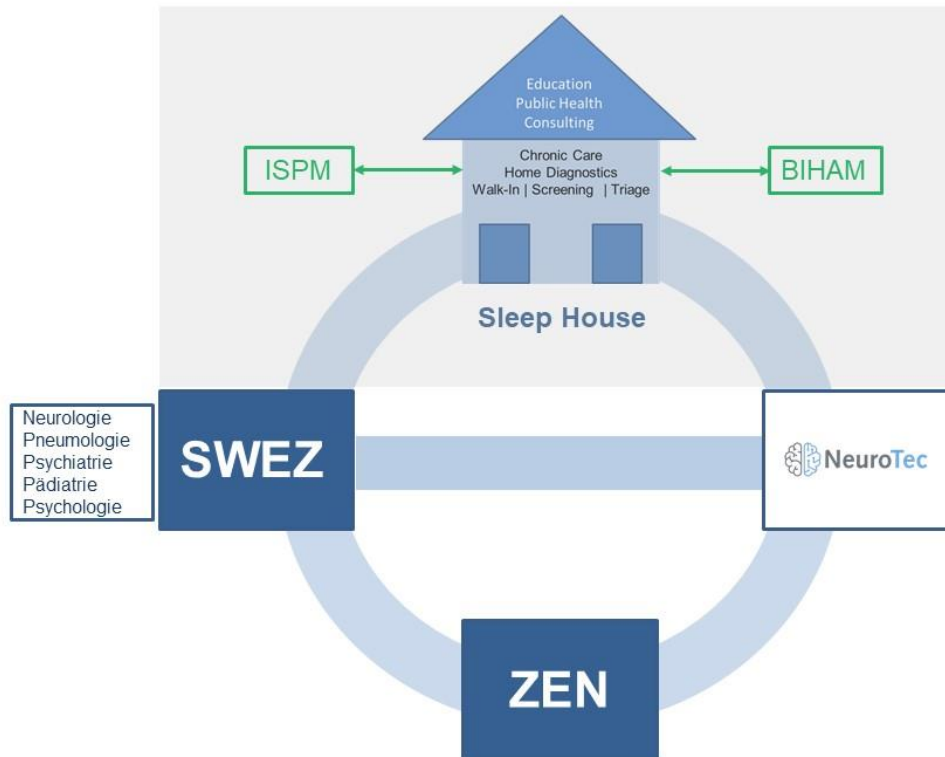 Education
Public Health
Consulting
Chronic Care
Home Diagnostics
Walk-In | Screening | Triage
ISPM
BIHAM
Sleep House
Neurologie
Pneumologie
Psychiatrie
Pädiatrie
Psychologie
SWEZ
NeuroTec
ZEN